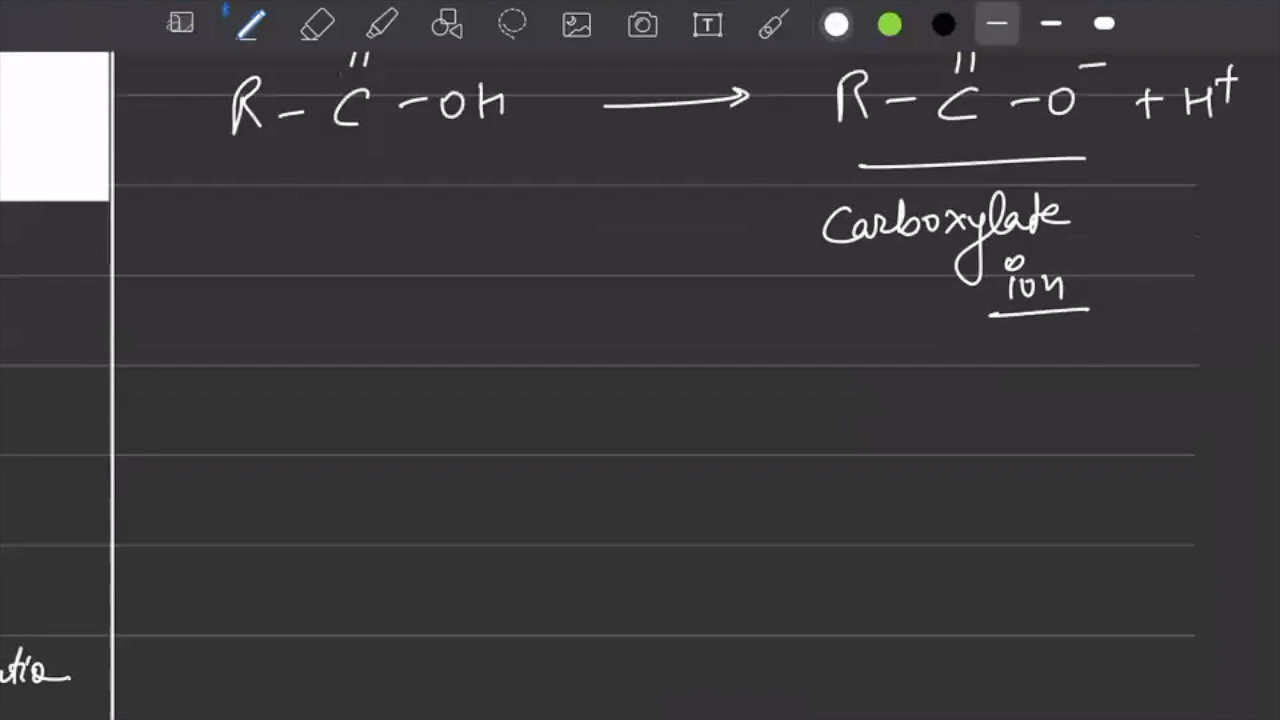 R – C – OH ⟶ R – C – O⁻ + H⁺
Carboxylate
ion